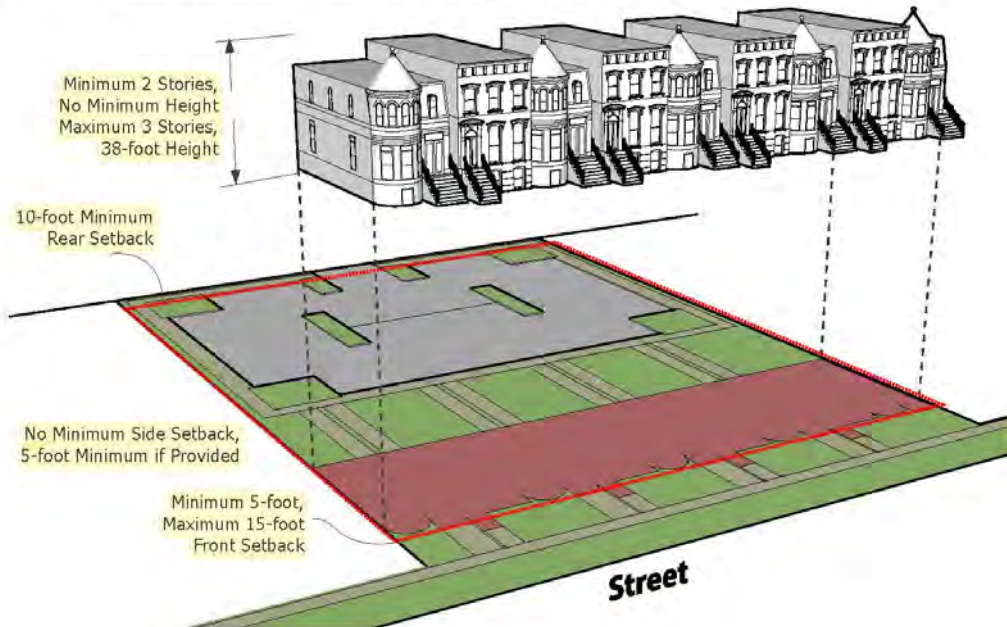 Minimum 2 Stories,
No Minimum Height
Maximum 3 Stories,
38-foot Height
10-foot Minimum
Rear Setback
No Minimum Side Setback,
5-foot Minimum if Provided
Minimum 5-foot,
Maximum 15-foot
Front Setback
Street